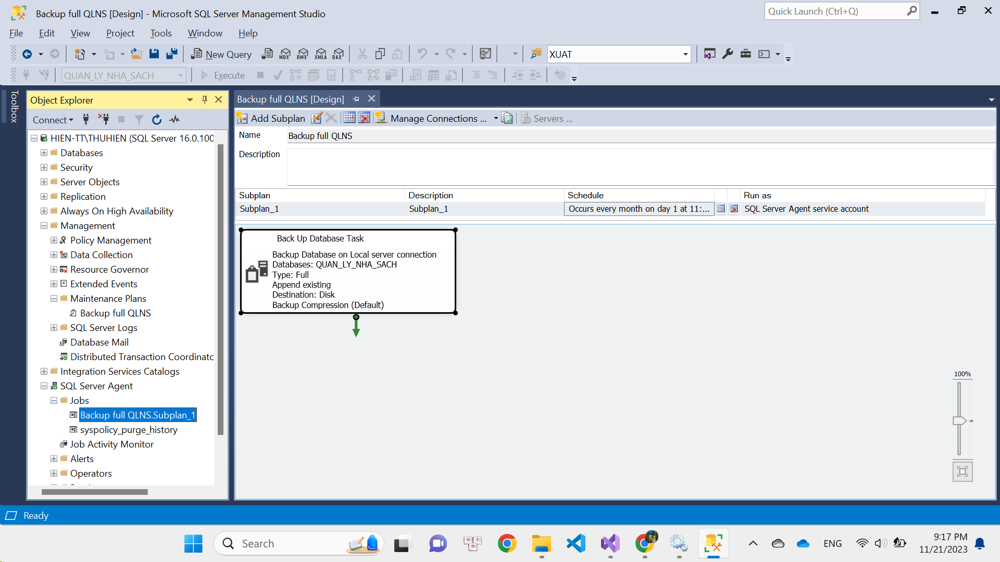 Backup full QLNS [Design] - Microsoft SQL Server Management Studio
Quick Launch (Ctrl+Q)
File Edit View Project Tools Window Help
New Query MDX DMX XMLA DAX XUAT
QUAN_LY_NHA_SACH Execute
Toolbox
Object Explorer
Connect
HIEN-TT\THUHIEN (SQL Server 16.0.100
Databases
Security
Server Objects
Replication
Always On High Availability
Management
Policy Management
Data Collection
Resource Governor
Extended Events
Maintenance Plans
Backup full QLNS
SQL Server Logs
Database Mail
Distributed Transaction Coordinato
Integration Services Catalogs
SQL Server Agent
Jobs
Backup full QLNS.Subplan_1
syspolicy_purge_history
Job Activity Monitor
Alerts
Operators
Backup full QLNS [Design]
Add Subplan Manage Connections ... Servers ...
Name Backup full QLNS
Description
Subplan Description Schedule Run as
Subplan_1 Subplan_1 Occurs every month on day 1 at 11:... SQL Server Agent service account
Back Up Database Task
Backup Database on Local server connection
Databases: QUAN_LY_NHA_SACH
Type: Full
Append existing
Destination: Disk
Backup Compression (Default)
100%
Ready
Search
ENG
9:17 PM
11/21/2023